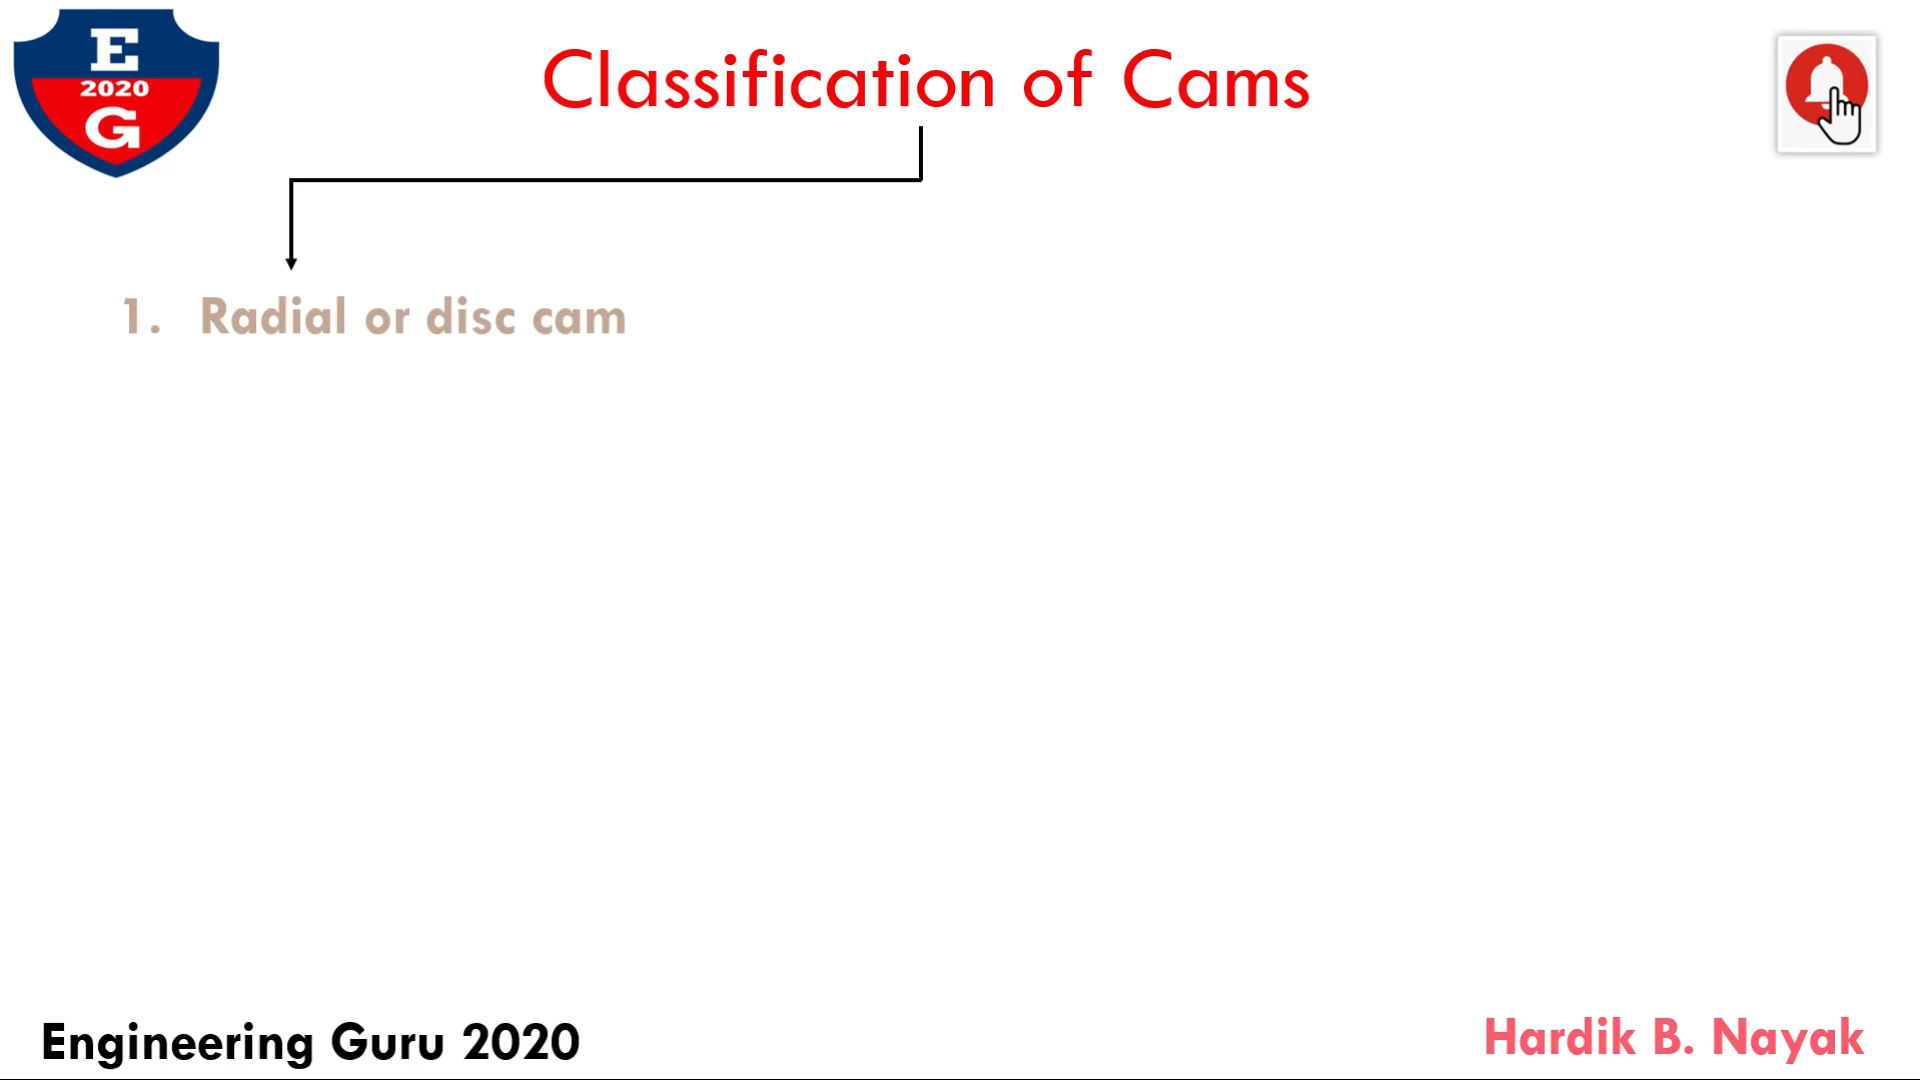 E
2020
G
Classification of Cams
1. Radial or disc cam
Engineering Guru 2020
Hardik B. Nayak